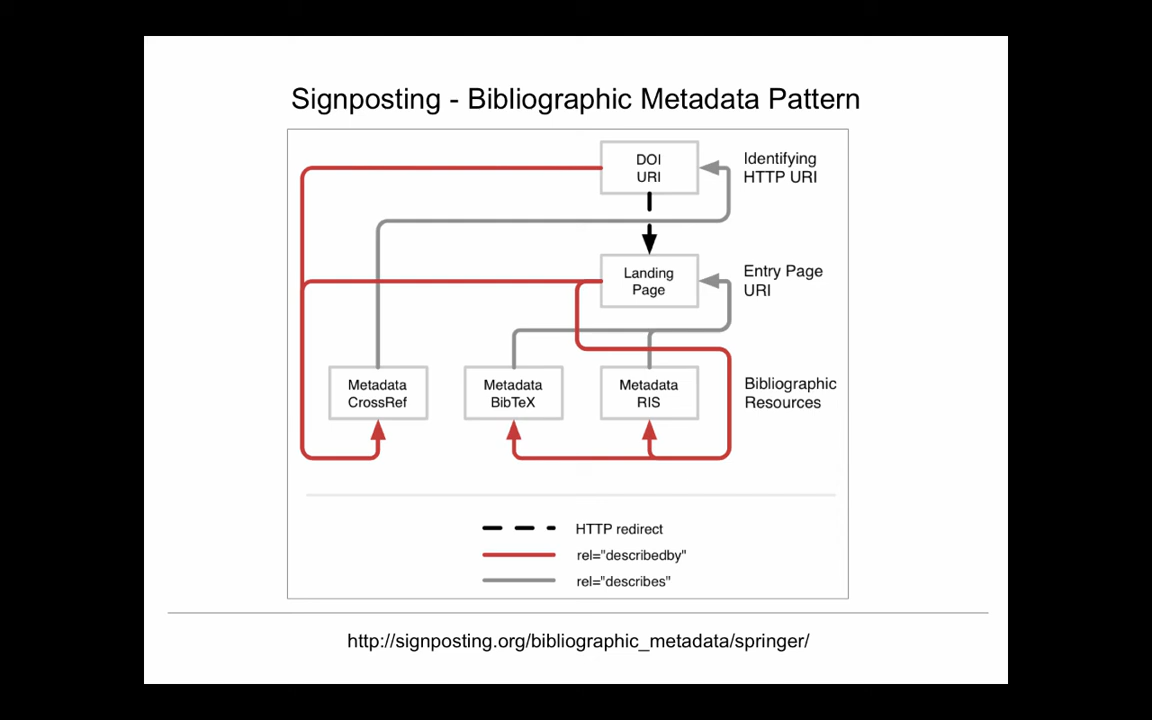 Signposting - Bibliographic Metadata Pattern
DOI
URI
Identifying
HTTP URI
Landing
Page
Entry Page
URI
Metadata
CrossRef
Metadata
BibTeX
Metadata
RIS
Bibliographic
Resources
HTTP redirect
rel="describedby"
rel="describes"
http://signposting.org/bibliographic_metadata/springer/